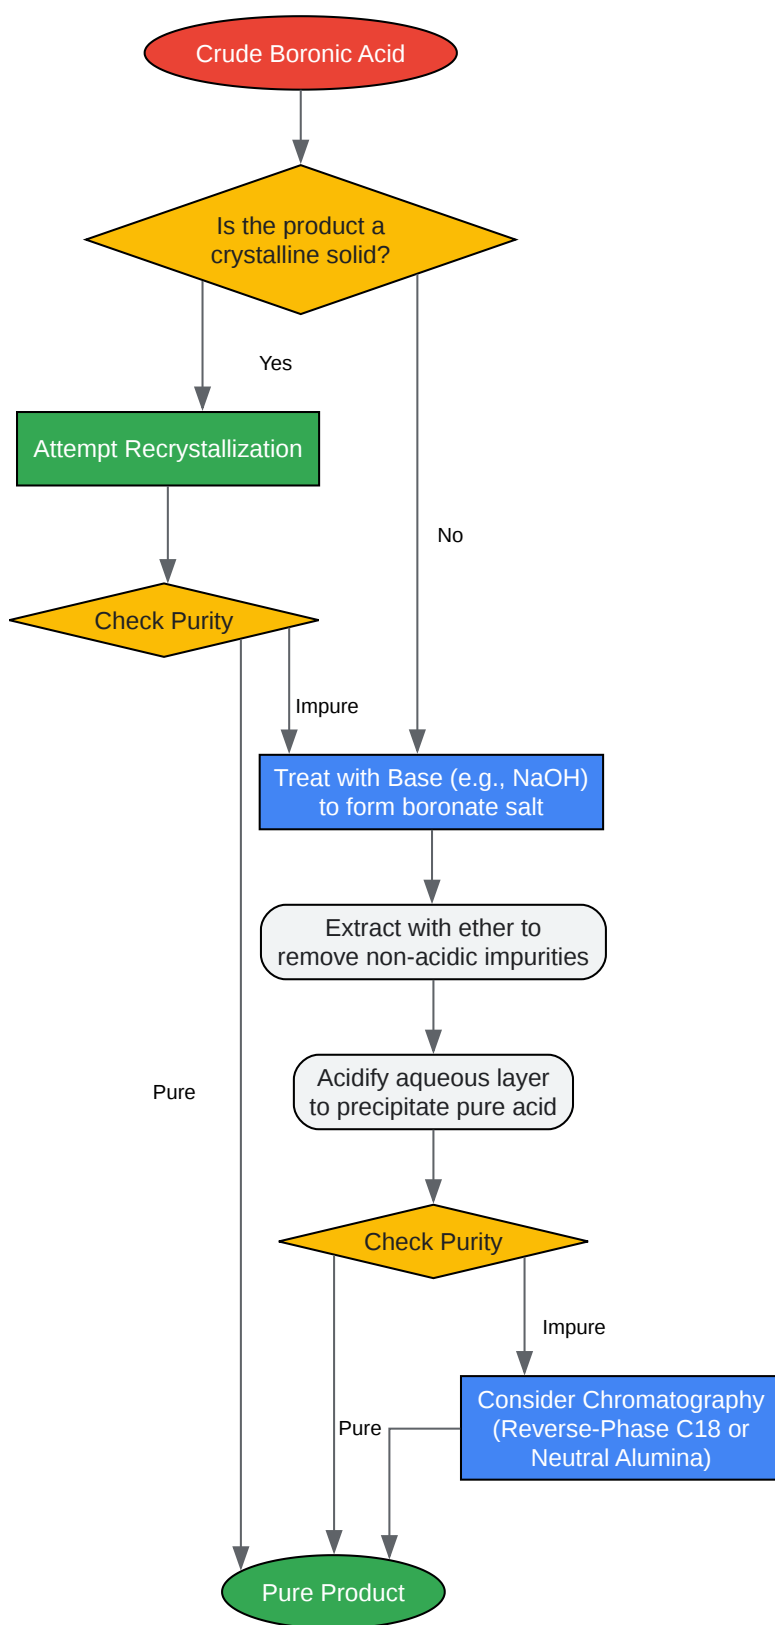 Crude Boronic Acid
Is the product a
crystalline solid?
Yes
Attempt Recrystallization
No
Check Purity
Impure
Treat with Base (e.g., NaOH)
to form boronate salt
Extract with ether to
remove non-acidic impurities
Pure
Acidify aqueous layer
to precipitate pure acid
Check Purity
Impure
Consider Chromatography
(Reverse-Phase C18 or
Neutral Alumina)
Pure
Pure Product